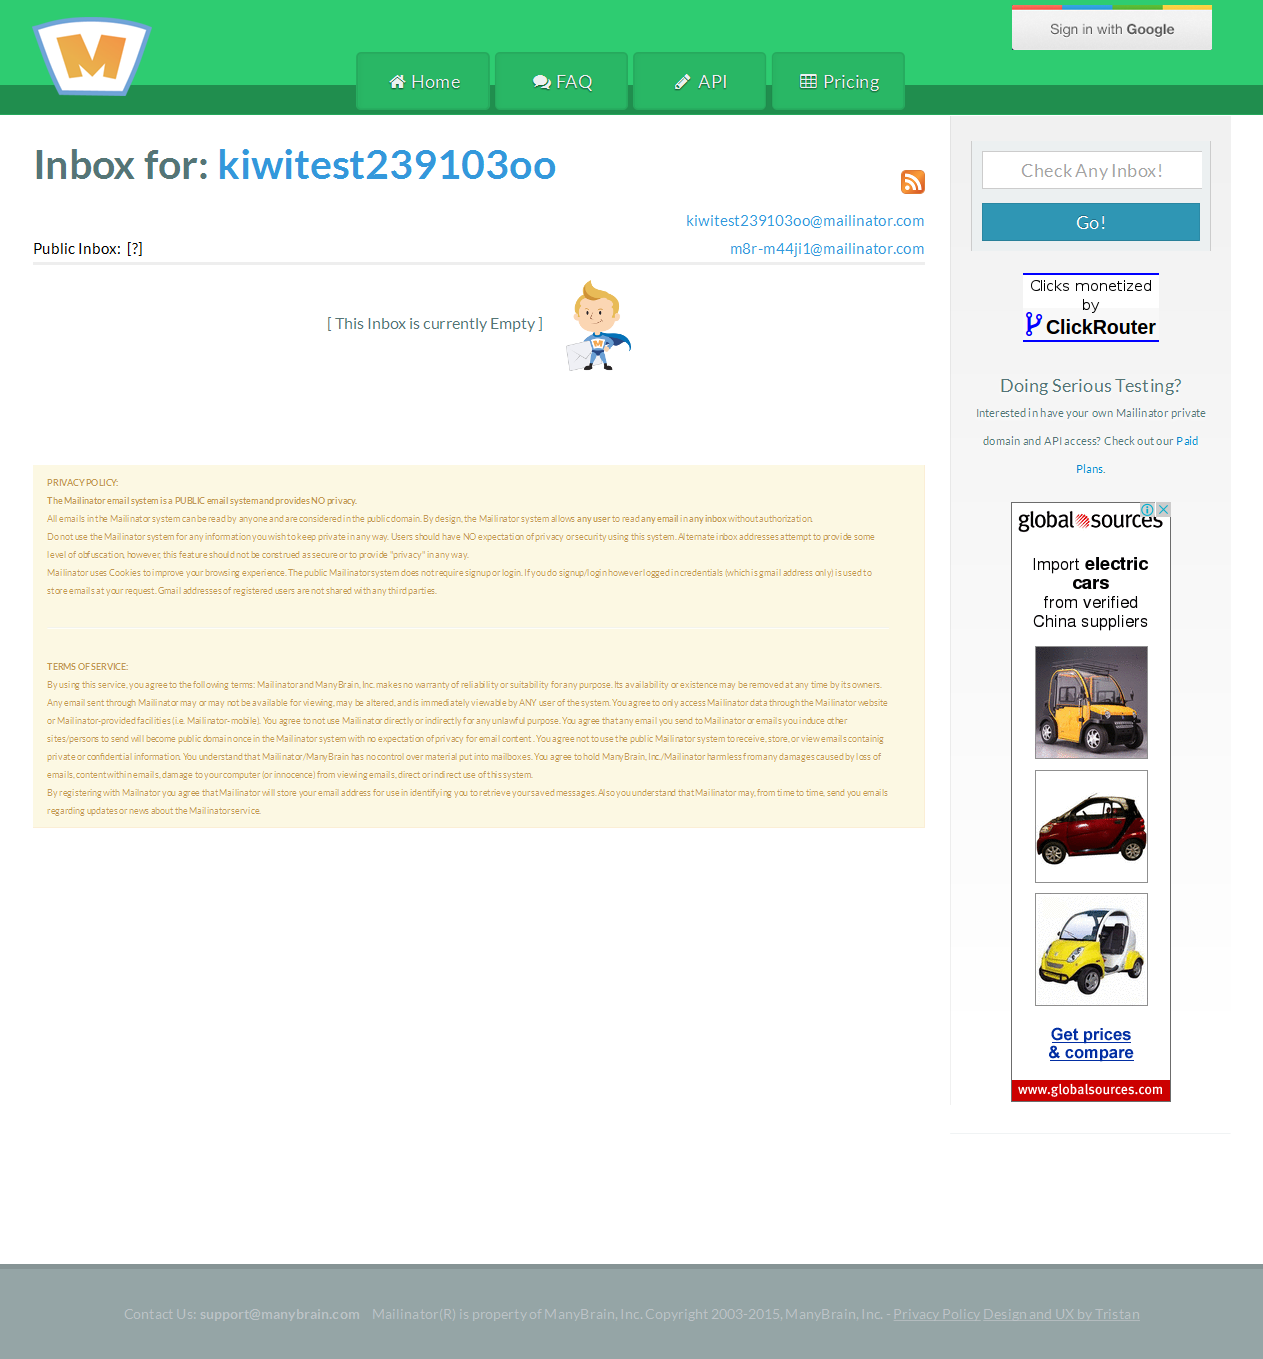 M
Sign in with Google
Home
FAQ
API
Pricing
Inbox for: kiwitest239103oo
kiwitest239103oo@mailinator.com
Public Inbox: [?]
m8r-m44ji1@mailinator.com
[ This Inbox is currently Empty ]
M
PRIVACY POLICY:
The Mailinator email system is a PUBLIC email system and provides NO privacy.
All emails in the Mailinator system can be read by anyone and are considered in the public domain. By design, the Mailinator system allows any user to read any email in any inbox without authorization.
Do not use the Mailinator system for any information you wish to keep private in any way. Users should have NO expectation of privacy or security using this system. Alternate inbox addresses attempt to provide some
level of obfuscation, however, this feature should not be construed as secure or to provide "privacy" in any way.
Mailinator uses Cookies to improve your browsing experience. The public Mailinator system does not require signup or login. If you do signup/login however logged in credentials (which is gmail address only) is used to
store emails at your request. Gmail addresses of registered users are not shared with any third parties.
TERMS OF SERVICE:
By using this service, you agree to the following terms: Mailinator and ManyBrain, Inc. makes no warranty of reliability or suitability for any purpose. Its availability or existence may be removed at any time by its owners.
Any email sent through Mailinator may or may not be available for viewing, may be altered, and is immediately viewable by ANY user of the system. You agree to only access Mailinator data through the Mailinator website
or Mailinator-provided facilities (i.e. Mailinator-mobile). You agree to not use Mailinator directly or indirectly for any unlawful purpose. You agree that any email you send to Mailinator or emails you induce other
sites/persons to send will become public domain once in the Mailinator system with no expectation of privacy for email content . You agree not to use the public Mailinator system to receive, store, or view emails containig
private or confidential information. You understand that Mailinator/ManyBrain has no control over material put into mailboxes. You agree to hold ManyBrain, Inc./Mailinator harmless from any damages caused by loss of
emails, content within emails, damage to your computer (or innocence) from viewing emails, direct or indirect use of this system.
By registering with Mailnator you agree that Mailinator will store your email address for use in identifying you to retrieve your saved messages. Also you understand that Mailinator may, from time to time, send you emails
regarding updates or news about the Mailinator service.
Check Any Inbox!
Go!
Clicks monetized
by
ClickRouter
Doing Serious Testing?
Interested in have your own Mailinator private
domain and API access? Check out our Paid
Plans.
global sources
Import electric
cars
from verified
China suppliers
Get prices
& compare
www.globalsources.com
Contact Us: support@manybrain.com Mailinator(R) is property of ManyBrain, Inc. Copyright 2003-2015, ManyBrain, Inc. - Privacy Policy Design and UX by Tristan